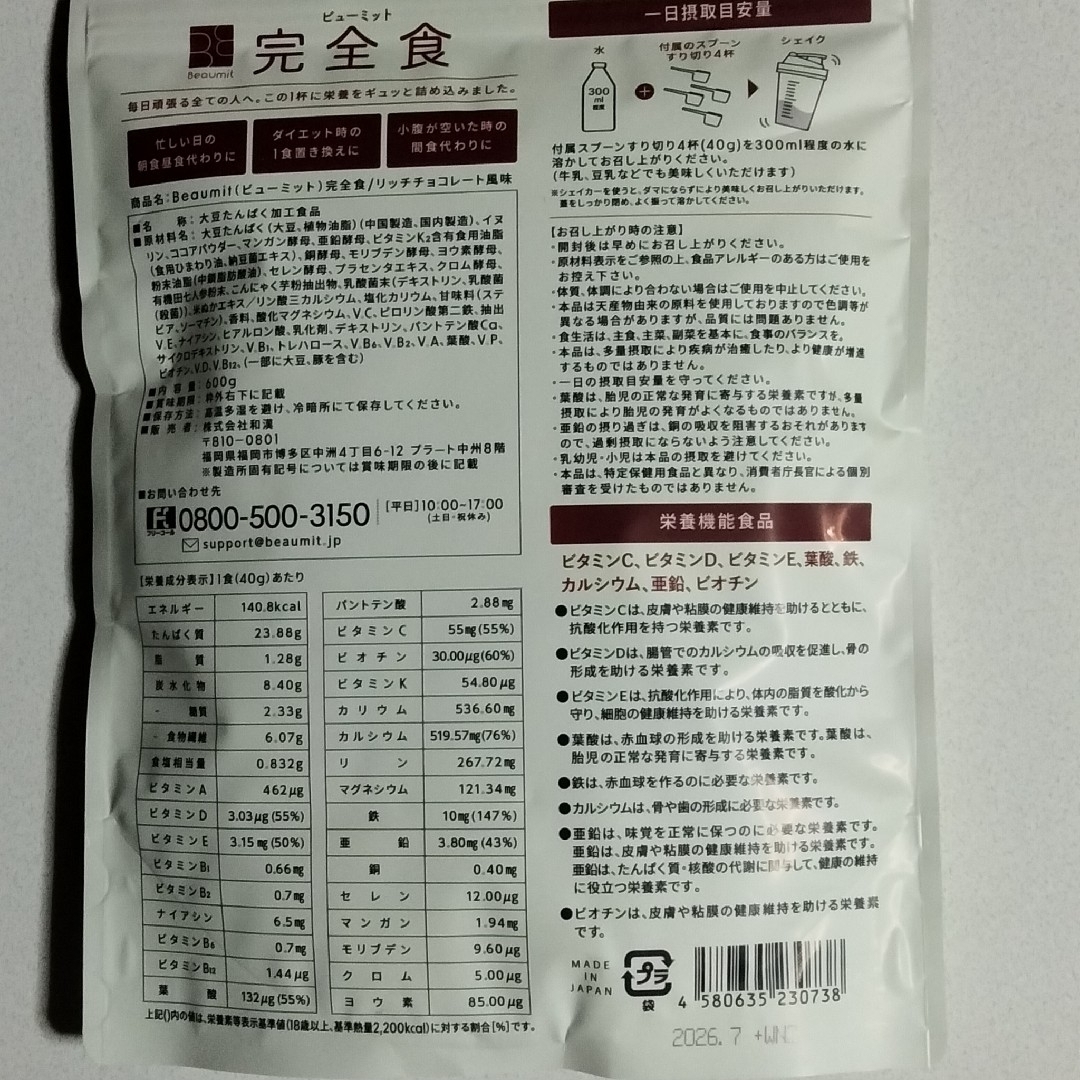 ビューミット
Beaumit
完全食
毎日頑張る全ての人へ。この1杯に栄養をギュッと詰め込みました。
忙しい日の
朝食昼食代わりに
ダイエット時の
1食置き換えに
小腹が空いた時の
間食代わりに
商品名:Beaumit(ビューミット)完全食/リッチチョコレート風味
■名 称:大豆たんぱく加工食品
■原材料名:大豆たんぱく(大豆、植物油脂)(中国製造、国内製造)、イヌ
リン、ココアパウダー、マンガン酵母、亜鉛酵母、ビタミンK2含有食用油脂
(食用ひまわり油、納豆菌エキス)、銅酵母、モリブデン酵母、ヨウ素酵母、
粉末油脂(中鎖脂肪酸油)、セレン酵母、プラセンタエキス、クロム酵母、
有機田七人参粉末、こんにゃく芋粉抽出物、乳酸菌末(デキストリン、乳酸菌
(殺菌))、米ぬかエキス/リン酸三カルシウム、塩化カリウム、甘味料(ステ
ビア、ソーマチン)、香料、酸化マグネシウム、V.C、ピロリン酸第二鉄、抽出
V.E、ナイアシン、ヒアルロン酸、乳化剤、デキストリン、パントテン酸Ca、
サイクロデキストリン、V.B1、トレハロース、V.B6、V.B2、V.A、葉酸、V.P、
ビオチン、V.D、V.B12、(一部に大豆、豚を含む)
■内 容 量:600g
■賞味期限:枠外右下に記載
■保存方法:高温多湿を避け、冷暗所にて保存してください。
■販 売 者:株式会社和漢
〒810-0801
福岡県福岡市博多区中洲4丁目6-12 プラート中州8階
※製造所固有記号については賞味期限の後に記載
■お問い合わせ先
フリーコール
0800-500-3150
[平日]10:00~17:00
(土日・祝休み)
support@beaumit.jp
【栄養成分表示】1食(40g)あたり
エネルギー 140.8kcal
たんぱく質 23.88g
脂 質 1.28g
炭水化物 8.40g
- 糖質 2.33g
- 食物繊維 6.07g
食塩相当量 0.832g
ビタミンA 462μg
ビタミンD 3.03μg(55%)
ビタミンE 3.15mg(50%)
ビタミンB1 0.66mg
ビタミンB2 0.7mg
ナイアシン 6.5mg
ビタミンB6 0.7mg
ビタミンB12 1.44μg
葉 酸 132μg(55%)
パントテン酸 2.88mg
ビタミンC 55mg(55%)
ビオチン 30.00μg(60%)
ビタミンK 54.80μg
カリウム 536.60mg
カルシウム 519.57mg(76%)
リン 267.72mg
マグネシウム 121.34mg
鉄 10mg(147%)
亜 鉛 3.80mg(43%)
銅 0.40mg
セレン 12.00μg
マンガン 1.94mg
モリブデン 9.60μg
クロム 5.00μg
ヨウ素 85.00μg
上記()内の値は、栄養素等表示基準値(18歳以上、基準熱量2,200kcal)に対する割合[%]です。
一日摂取目安量
水
300
ml
程度
付属のスプーン
すり切り4杯
シェイク
付属スプーンすり切り4杯(40g)を300ml程度の水に
溶かしてお召し上がりください。
(牛乳、豆乳などでも美味しくいただけます)
※シェイカーを使うと、ダマにならずにより美味しくお召し上がりいただけます。
蓋をしっかり閉め、よく振って溶かしてください。
【お召し上がり時の注意】
・開封後は早めにお召し上がりください。
・原材料表示をご参照の上、食品アレルギーのある方はご使用を
お控え下さい。
・体質、体調により合わない場合はご使用を中止してください。
・本品は天産物由来の原料を使用しておりますので色調等が
異なる場合がありますが、品質には問題ありません。
・食生活は、主食、主菜、副菜を基本に、食事のバランスを。
・本品は、多量摂取により疾病が治癒したり、より健康が増進
するものではありません。
・一日の摂取目安量を守ってください。
・葉酸は、胎児の正常な発育に寄与する栄養素ですが、多量
摂取により胎児の発育がよくなるものではありません。
・亜鉛の摂り過ぎは、銅の吸収を阻害するおそれがあります
ので、過剰摂取にならないよう注意してください。
・乳幼児・小児は本品の摂取を避けてください。
・本品は、特定保健用食品と異なり、消費者庁長官による個別
審査を受けたものではありません。
栄養機能食品
ビタミンC、ビタミンD、ビタミンE、葉酸、鉄、
カルシウム、亜鉛、ビオチン
●ビタミンCは、皮膚や粘膜の健康維持を助けるとともに、
抗酸化作用を持つ栄養素です。
●ビタミンDは、腸管でのカルシウムの吸収を促進し、骨の
形成を助ける栄養素です。
●ビタミンEは、抗酸化作用により、体内の脂質を酸化から
守り、細胞の健康維持を助ける栄養素です。
●葉酸は、赤血球の形成を助ける栄養素です。葉酸は、
胎児の正常な発育に寄与する栄養素です。
●鉄は、赤血球を作るのに必要な栄養素です。
●カルシウムは、骨や歯の形成に必要な栄養素です。
●亜鉛は、味覚を正常に保つのに必要な栄養素です。
亜鉛は、皮膚や粘膜の健康維持を助ける栄養素です。
亜鉛は、たんぱく質・核酸の代謝に関与して、健康の維持
に役立つ栄養素です。
●ビオチンは、皮膚や粘膜の健康維持を助ける栄養素
です。
MADE
IN
JAPAN
プラ
袋
4 580635 230738
2026.7